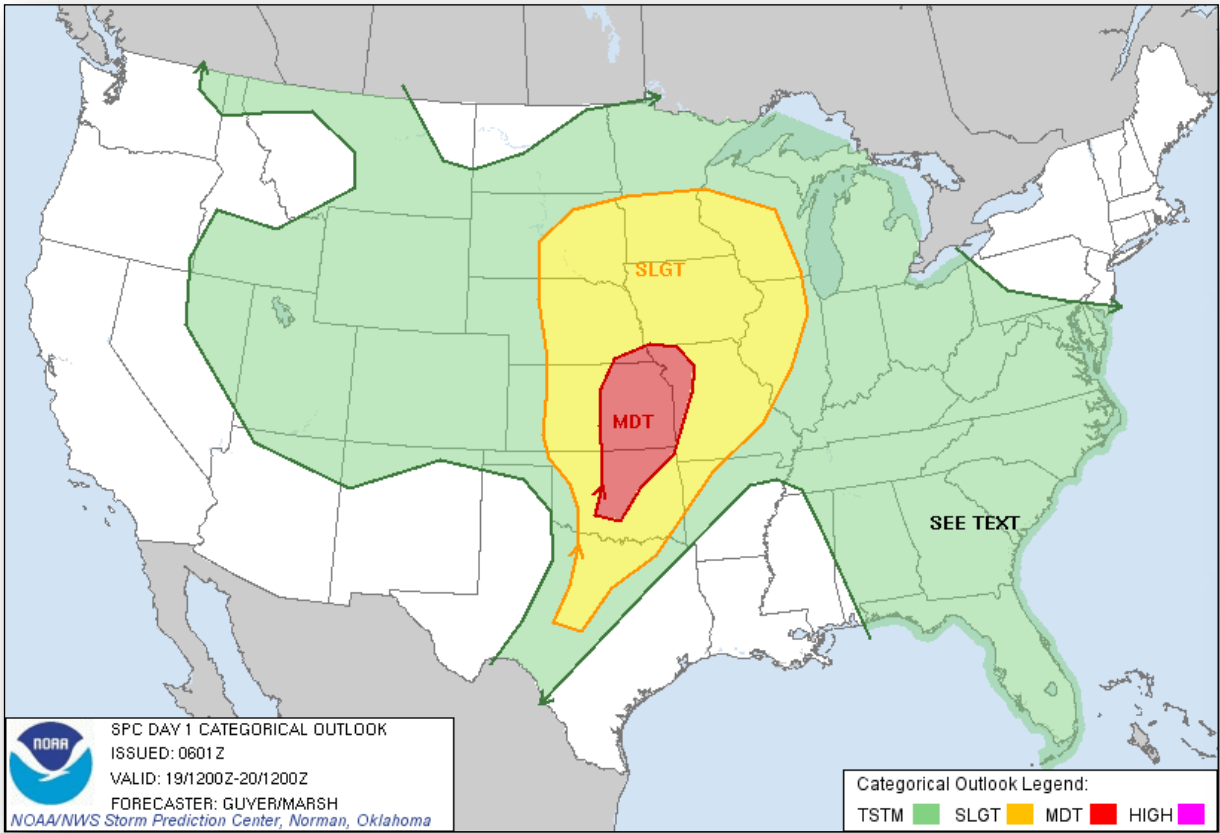 SLGT
MDT
SEE TEXT
NOAA
SPC DAY 1 CATEGORICAL OUTLOOK
ISSUED: 0601Z
VALID: 19/1200Z-20/1200Z
FORECASTER: GUYER/MARSH
NOAA/NWS Storm Prediction Center, Norman, Oklahoma
Categorical Outlook Legend:
TSTM SLGT MDT HIGH